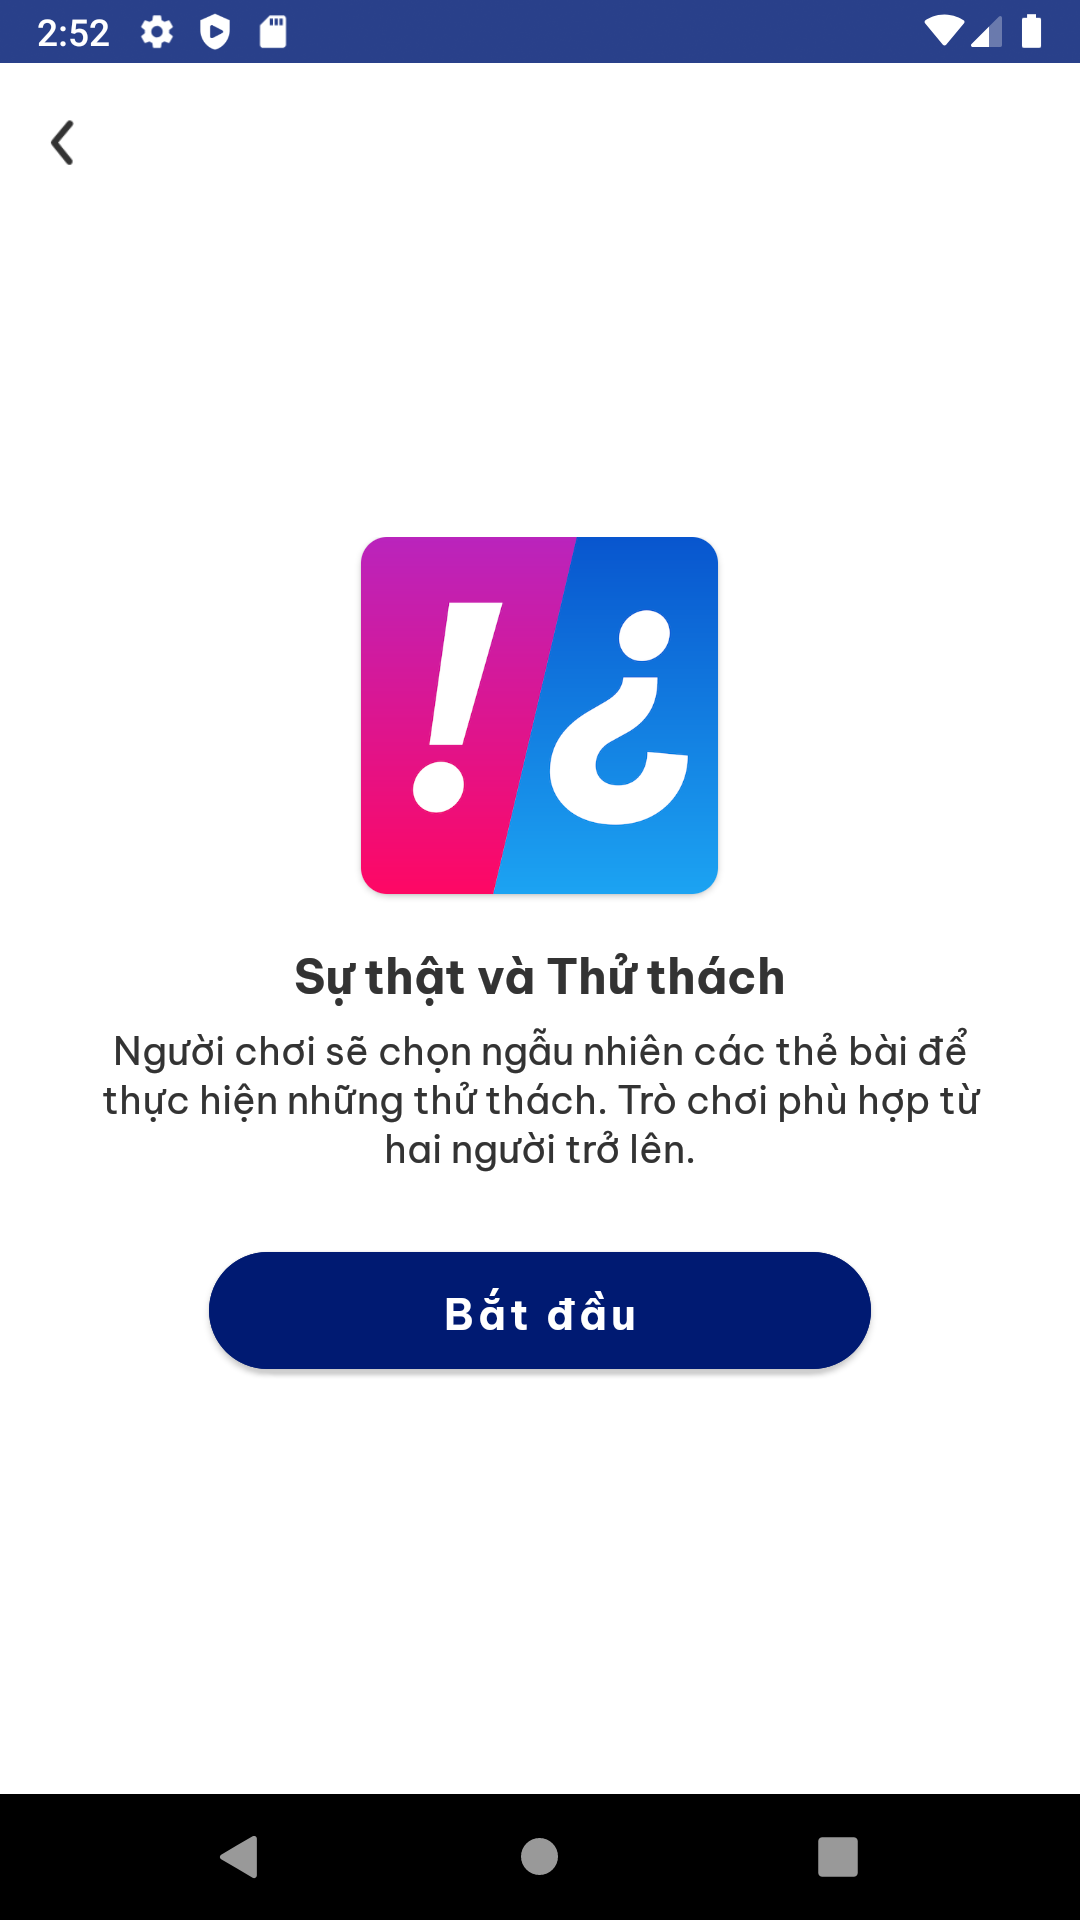 2:52
! ¿
Sự thật và Thử thách
Người chơi sẽ chọn ngẫu nhiên các thẻ bài để
thực hiện những thử thách. Trò chơi phù hợp từ
hai người trở lên.
Bắt đầu